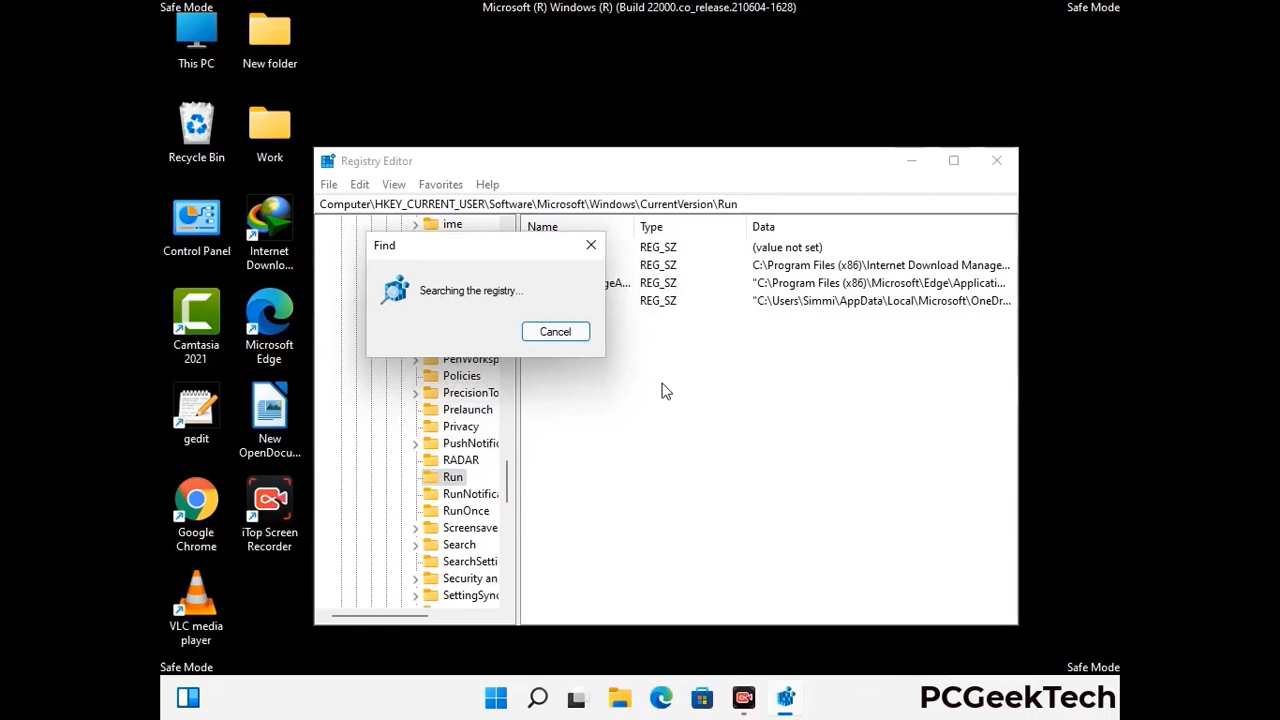 Safe Mode
Microsoft (R) Windows (R) (Build 22000.co_release.210604-1628)
Safe Mode
This PC
New folder
Recycle Bin
Work
Control Panel
Internet
Downlo...
Camtasia
2021
Microsoft
Edge
gedit
New
OpenDocu...
Google
Chrome
iTop Screen
Recorder
VLC media
player
Registry Editor
File Edit View Favorites Help
Computer\HKEY_CURRENT_USER\Software\Microsoft\Windows\CurrentVersion\Run
ime
PenWorksp
Policies
PrecisionTo
Prelaunch
Privacy
PushNotific
RADAR
Run
RunNotifica
RunOnce
Screensave
Search
SearchSetti
Security an
SettingSync
Name Type Data
REG_SZ (value not set)
REG_SZ C:\Program Files (x86)\Internet Download Manage...
geA... REG_SZ "C:\Program Files (x86)\Microsoft\Edge\Applicati...
REG_SZ "C:\Users\Simmi\AppData\Local\Microsoft\OneDr...
Find
Searching the registry...
Cancel
Safe Mode
Safe Mode
PCGeekTech